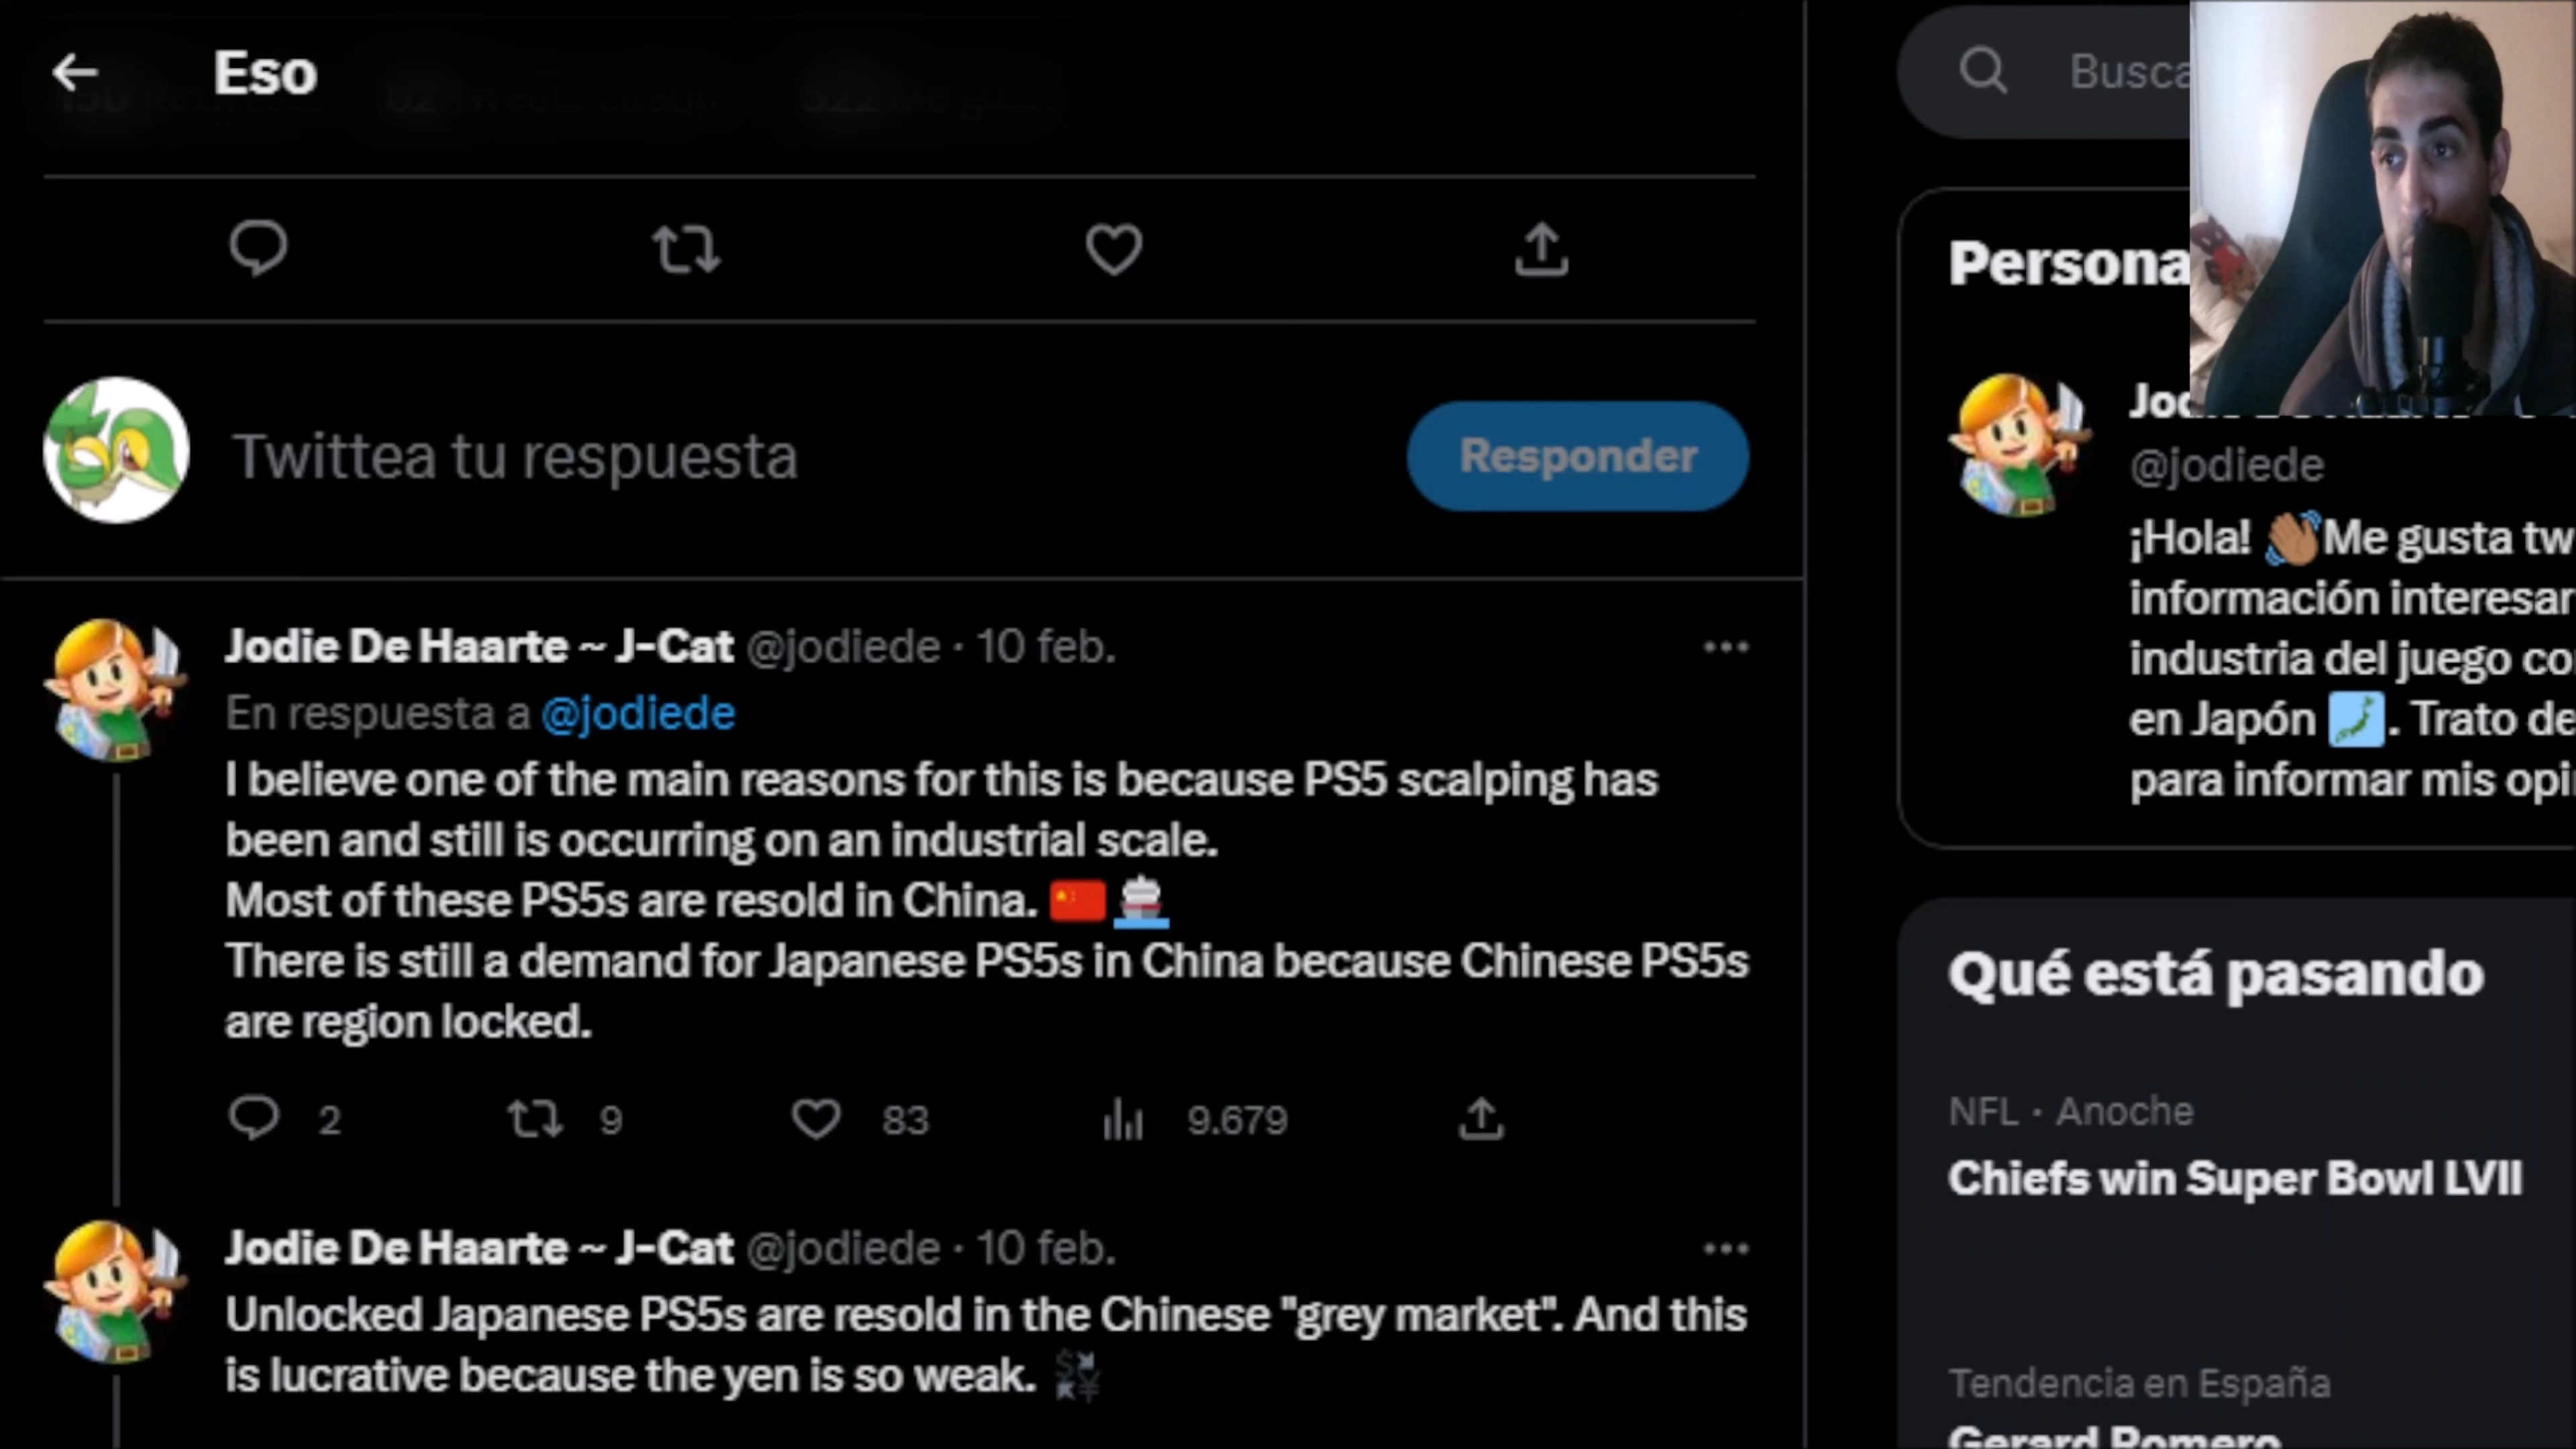 Eso
Busca
Persona
Twittea tu respuesta
Responder
@jodiede
¡Hola! 👋🏽Me gusta tw
información interesar
industria del juego co
en Japón 🗾. Trato de
para informar mis opi
Jodie De Haarte ~ J-Cat @jodiede · 10 feb.
En respuesta a @jodiede
I believe one of the main reasons for this is because PS5 scalping has
been and still is occurring on an industrial scale.
Most of these PS5s are resold in China. 🇨🇳 🛳️
There is still a demand for Japanese PS5s in China because Chinese PS5s
are region locked.
2 9 83 9.679
Jodie De Haarte ~ J-Cat @jodiede · 10 feb.
Unlocked Japanese PS5s are resold in the Chinese "grey market". And this
is lucrative because the yen is so weak. 💱
Qué está pasando
NFL · Anoche
Chiefs win Super Bowl LVII
Tendencia en España
Gerard Romero